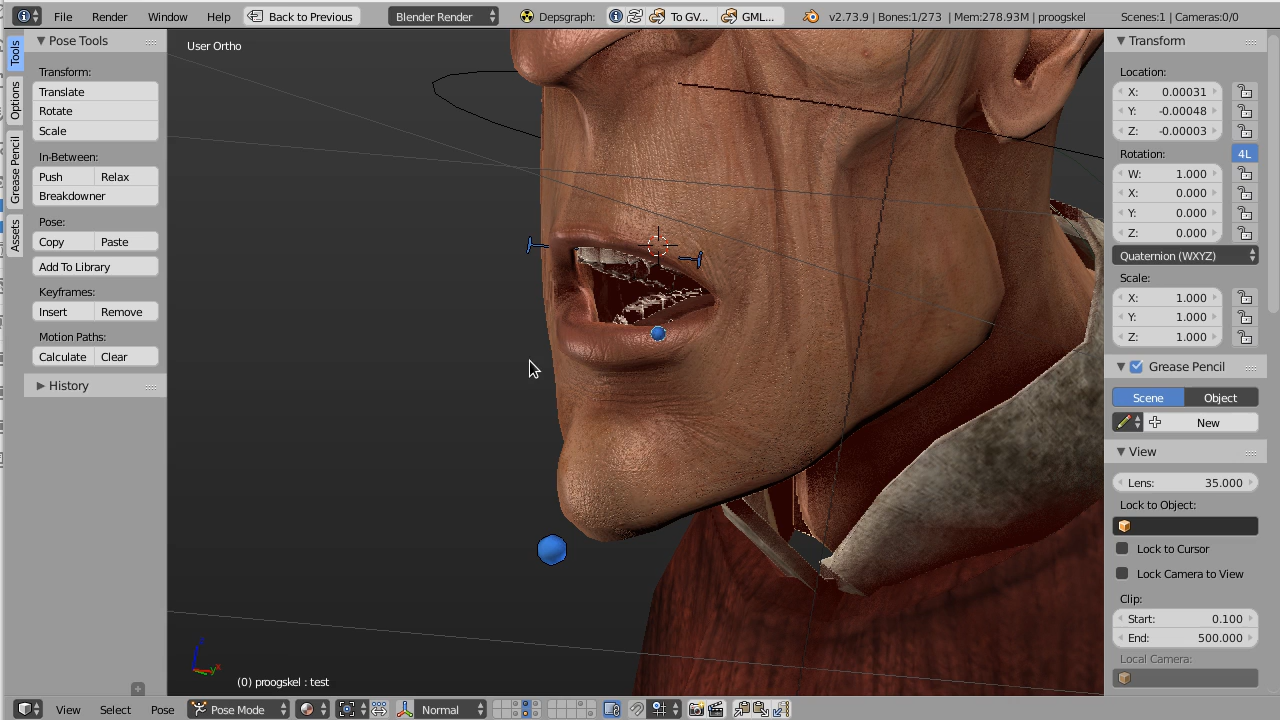 File Render Window Help Back to Previous Blender Render Depsgraph: To GV... GML... v2.73.9 | Bones:1/273 | Mem:278.93M | proogskel Scenes:1 | Cameras:0/0
Tools
Options
Grease Pencil
Assets
Pose Tools
Transform:
Translate
Rotate
Scale
In-Between:
Push Relax
Breakdowner
Pose:
Copy Paste
Add To Library
Keyframes:
Insert Remove
Motion Paths:
Calculate Clear
History
User Ortho
z
y x
(0) proogskel : test
Transform
Location:
X: 0.00031
Y: -0.00048
Z: -0.00003
Rotation: 4L
W: 1.000
X: 0.000
Y: 0.000
Z: 0.000
Quaternion (WXYZ)
Scale:
X: 1.000
Y: 1.000
Z: 1.000
Grease Pencil
Scene Object
New
View
Lens: 35.000
Lock to Object:
Lock to Cursor
Lock Camera to View
Clip:
Start: 0.100
End: 500.000
Local Camera:
View Select Pose Pose Mode Normal